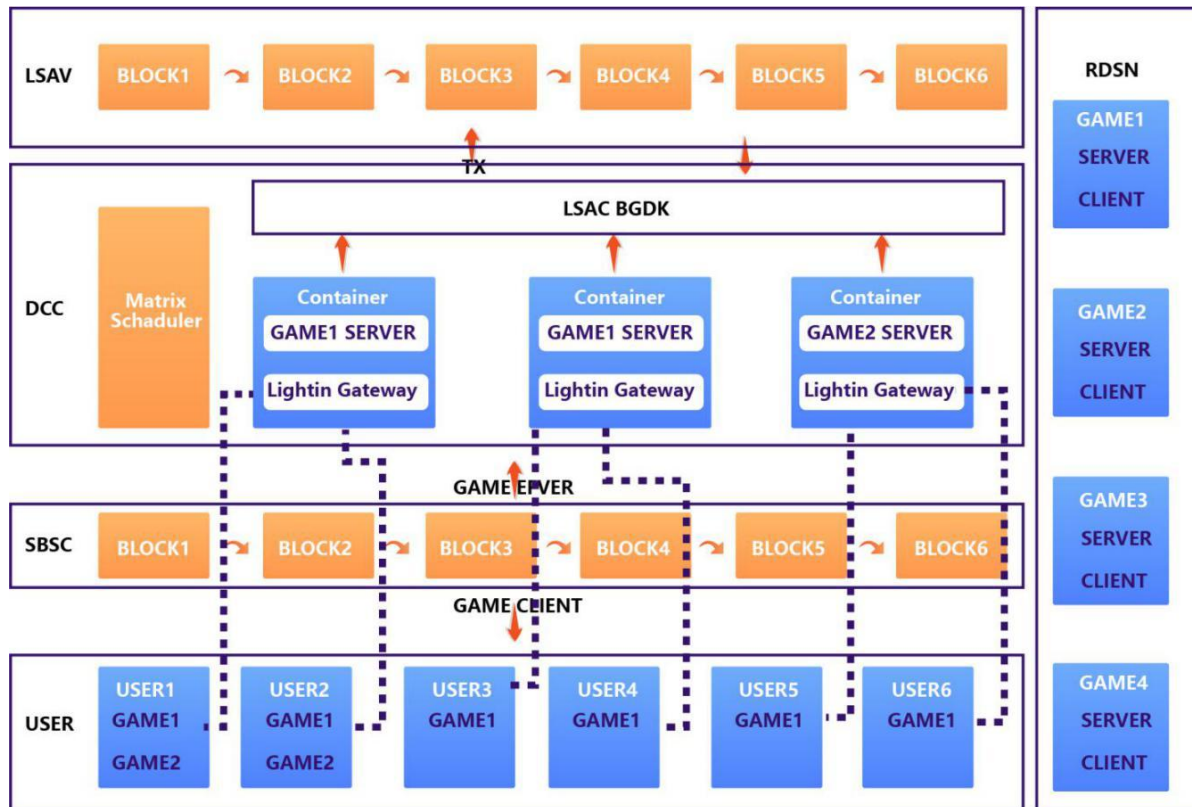 LSAV
BLOCK1
BLOCK2
BLOCK3
BLOCK4
BLOCK5
BLOCK6
TX
DCC
Matrix
Schaduler
LSAC BGDK
Container
GAME1 SERVER
Lightin Gateway
Container
GAME1 SERVER
Lightin Gateway
Container
GAME2 SERVER
Lightin Gateway
GAME EFVER
SBSC
BLOCK1
BLOCK2
BLOCK3
BLOCK4
BLOCK5
BLOCK6
GAME CLIENT
USER
USER1
GAME1
GAME2
USER2
GAME1
GAME2
USER3
GAME1
USER4
GAME1
USER5
GAME1
USER6
GAME1
RDSN
GAME1
SERVER
CLIENT
GAME2
SERVER
CLIENT
GAME3
SERVER
CLIENT
GAME4
SERVER
CLIENT